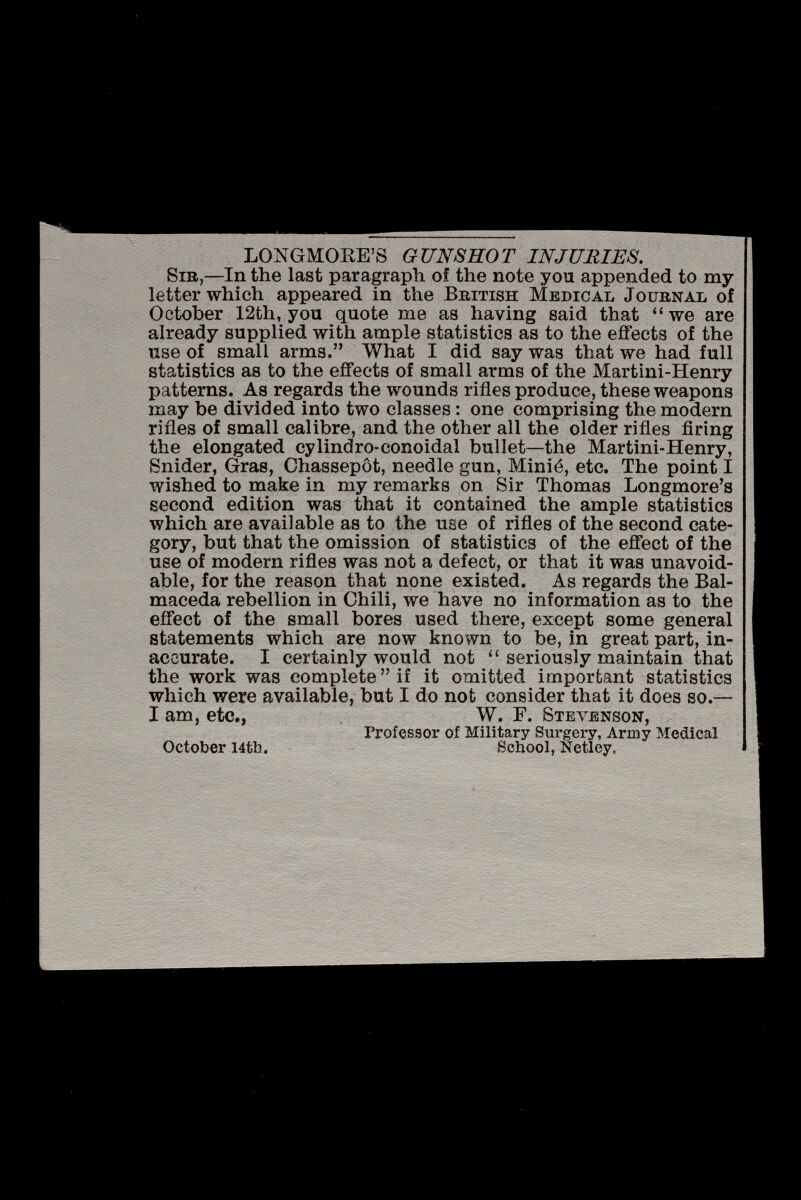 LONGMORE'S GUNSHOT INJURIES.
SIR,—In the last paragraph of the note you appended to my
letter which appeared in the BRITISH MEDICAL JOURNAL of
October 12th, you quote me as having said that “we are
already supplied with ample statistics as to the effects of the
use of small arms.” What I did say was that we had full
statistics as to the effects of small arms of the Martini-Henry
patterns. As regards the wounds rifles produce, these weapons
may be divided into two classes: one comprising the modern
rifles of small calibre, and the other all the older rifles firing
the elongated cylindro-conoidal bullet—the Martini-Henry,
Snider, Gras, Chassepôt, needle gun, Minié, etc. The point I
wished to make in my remarks on Sir Thomas Longmore's
second edition was that it contained the ample statistics
which are available as to the use of rifles of the second cate-
gory, but that the omission of statistics of the effect of the
use of modern rifles was not a defect, or that it was unavoid-
able, for the reason that none existed. As regards the Bal-
maceda rebellion in Chili, we have no information as to the
effect of the small bores used there, except some general
statements which are now known to be, in great part, in-
accurate. I certainly would not “seriously maintain that
the work was complete” if it omitted important statistics
which were available, but I do not consider that it does so.—
I am, etc., W. F. STEVENSON,
Professor of Military Surgery, Army Medical
October 14th. School, Netley.